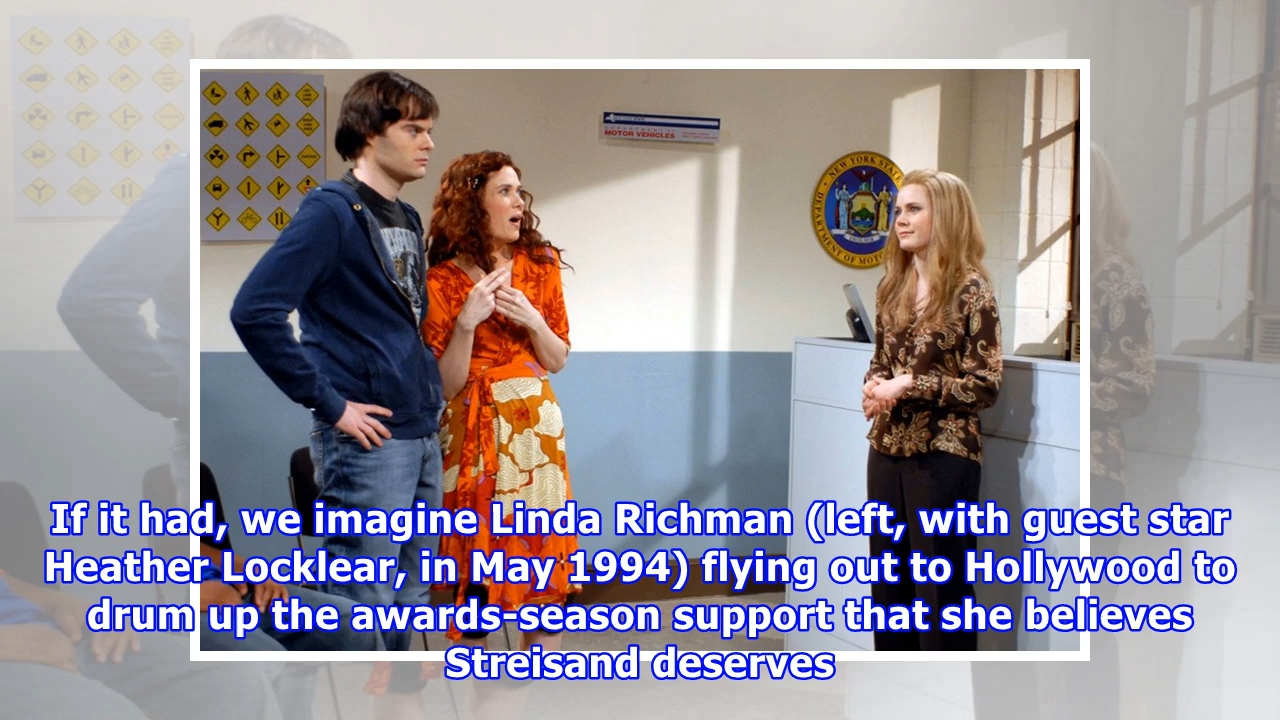 DEPARTMENT OF
MOTOR VEHICLES
NEW YORK STATE
DEPARTMENT OF MOTO
If it had, we imagine Linda Richman (left, with guest star
Heather Locklear, in May 1994) flying out to Hollywood to
drum up the awards-season support that she believes
Streisand deserves